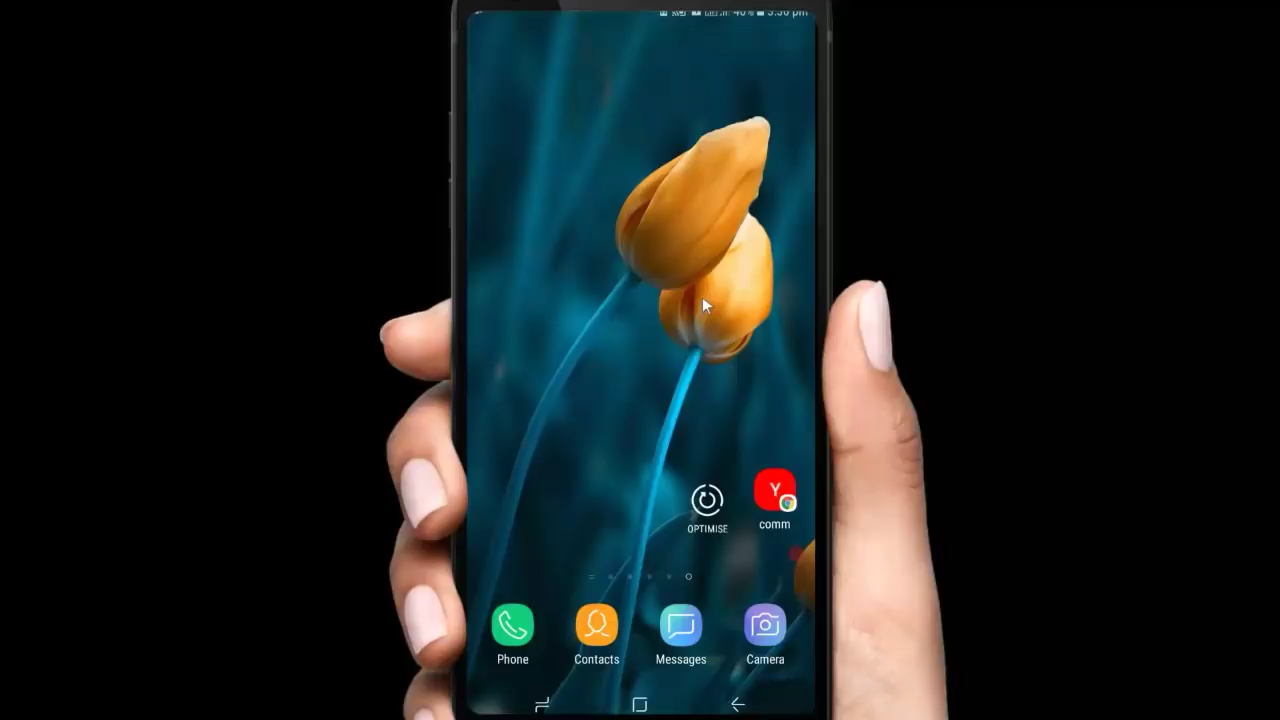 Y
comm
OPTIMISE
Phone
Contacts
Messages
Camera